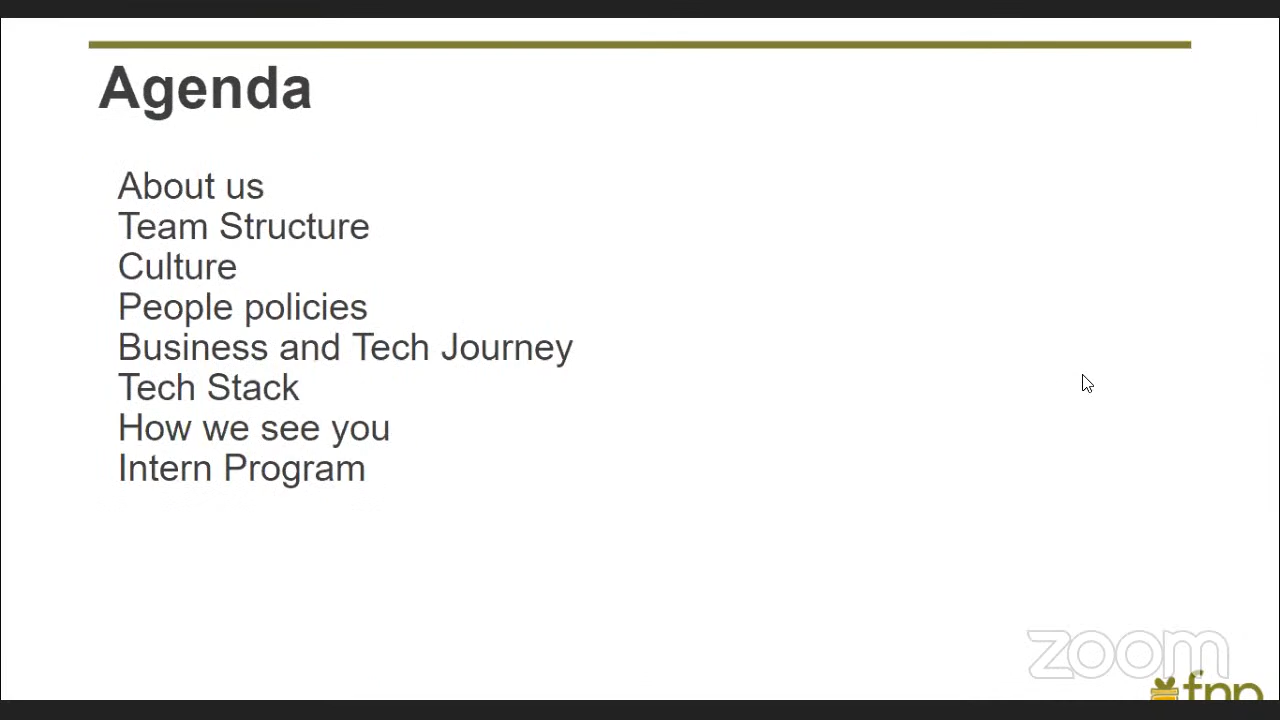 Agenda
About us
Team Structure
Culture
People policies
Business and Tech Journey
Tech Stack
How we see you
Intern Program
zoom
fnp